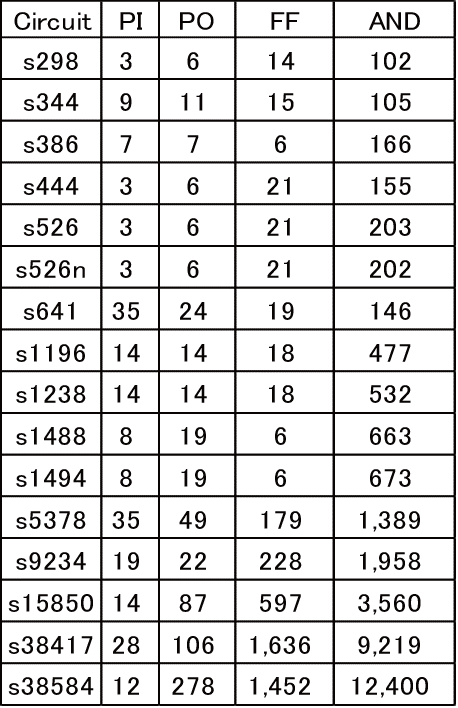 Circuit PI PO FF AND
s298 3 6 14 102
s344 9 11 15 105
s386 7 7 6 166
s444 3 6 21 155
s526 3 6 21 203
s526n 3 6 21 202
s641 35 24 19 146
s1196 14 14 18 477
s1238 14 14 18 532
s1488 8 19 6 663
s1494 8 19 6 673
s5378 35 49 179 1,389
s9234 19 22 228 1,958
s15850 14 87 597 3,560
s38417 28 106 1,636 9,219
s38584 12 278 1,452 12,400